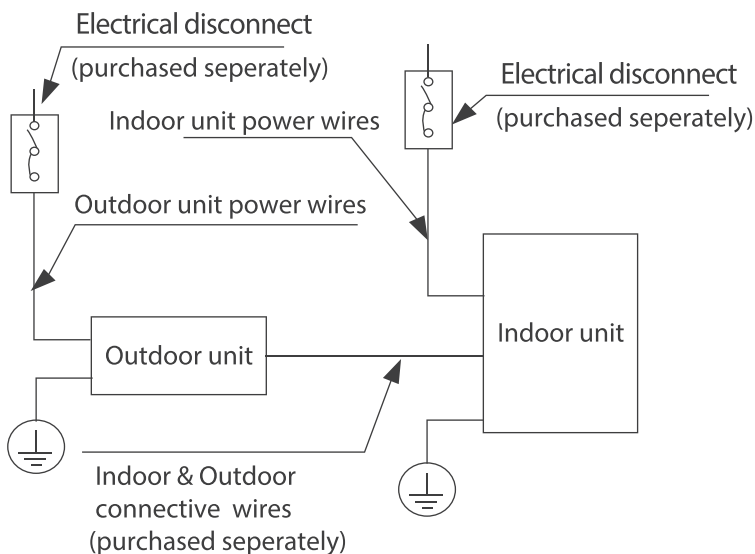 Electrical disconnect
(purchased seperately)
Electrical disconnect
(purchased seperately)
Indoor unit power wires
Outdoor unit power wires
Outdoor unit
Indoor unit
Indoor & Outdoor
connective wires
(purchased seperately)